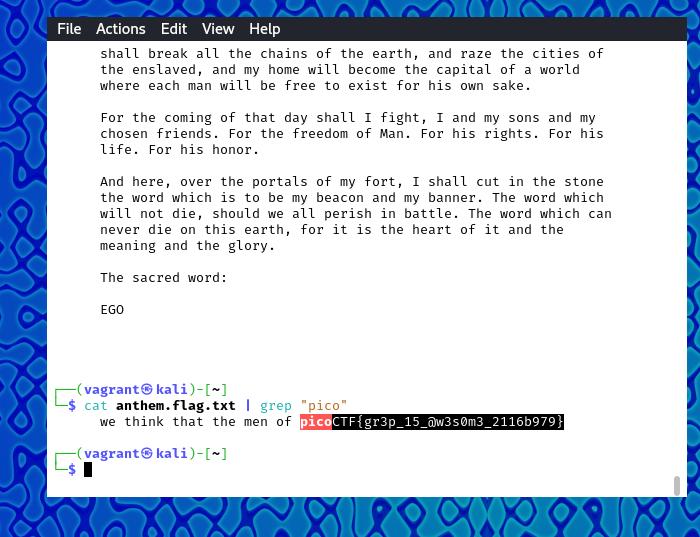 File Actions Edit View Help
shall break all the chains of the earth, and raze the cities of
the enslaved, and my home will become the capital of a world
where each man will be free to exist for his own sake.
For the coming of that day shall I fight, I and my sons and my
chosen friends. For the freedom of Man. For his rights. For his
life. For his honor.
And here, over the portals of my fort, I shall cut in the stone
the word which is to be my beacon and my banner. The word which
will not die, should we all perish in battle. The word which can
never die on this earth, for it is the heart of it and the
meaning and the glory.
The sacred word:
EGO
┌──(vagrant㉿kali)-[~]
└─$ cat anthem.flag.txt | grep "pico"
we think that the men of picoCTF{gr3p_15_@w3s0m3_2116b979}
┌──(vagrant㉿kali)-[~]
└─$